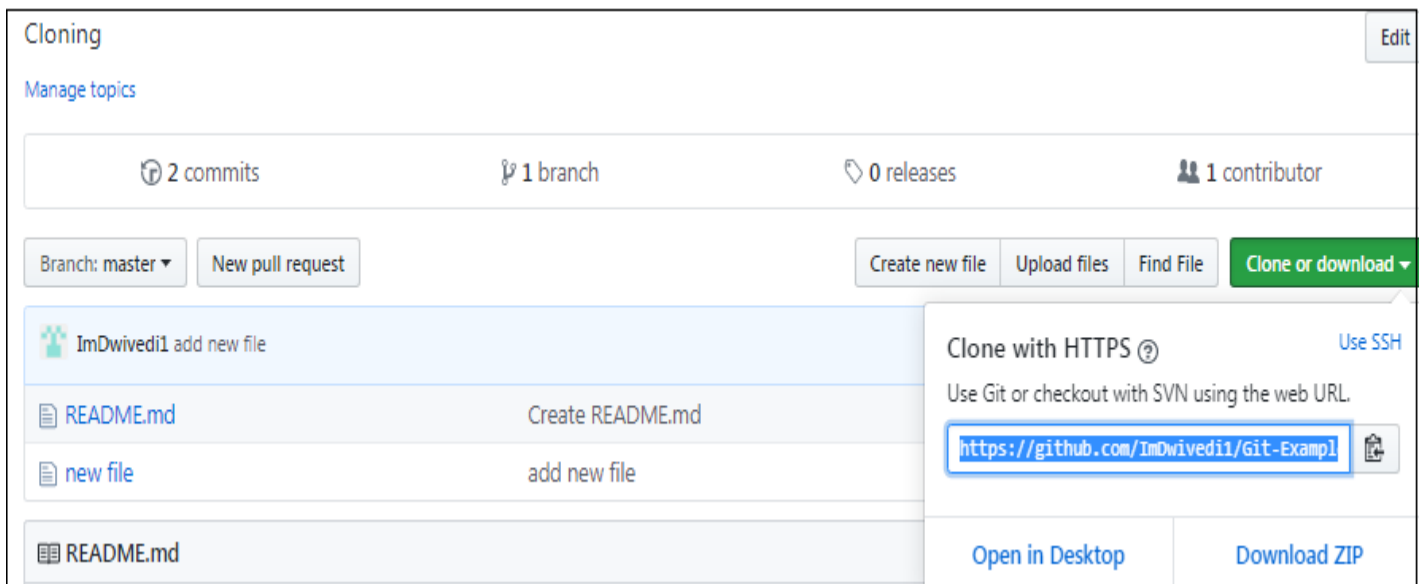 Cloning
Edit
Manage topics
2 commits
1 branch
0 releases
1 contributor
Branch: master
New pull request
Create new file
Upload files
Find File
Clone or download
ImDwivedi1 add new file
Clone with HTTPS
Use SSH
Use Git or checkout with SVN using the web URL.
README.md
Create README.md
https://github.com/ImDwivedi1/Git-Exampl
new file
add new file
README.md
Open in Desktop
Download ZIP